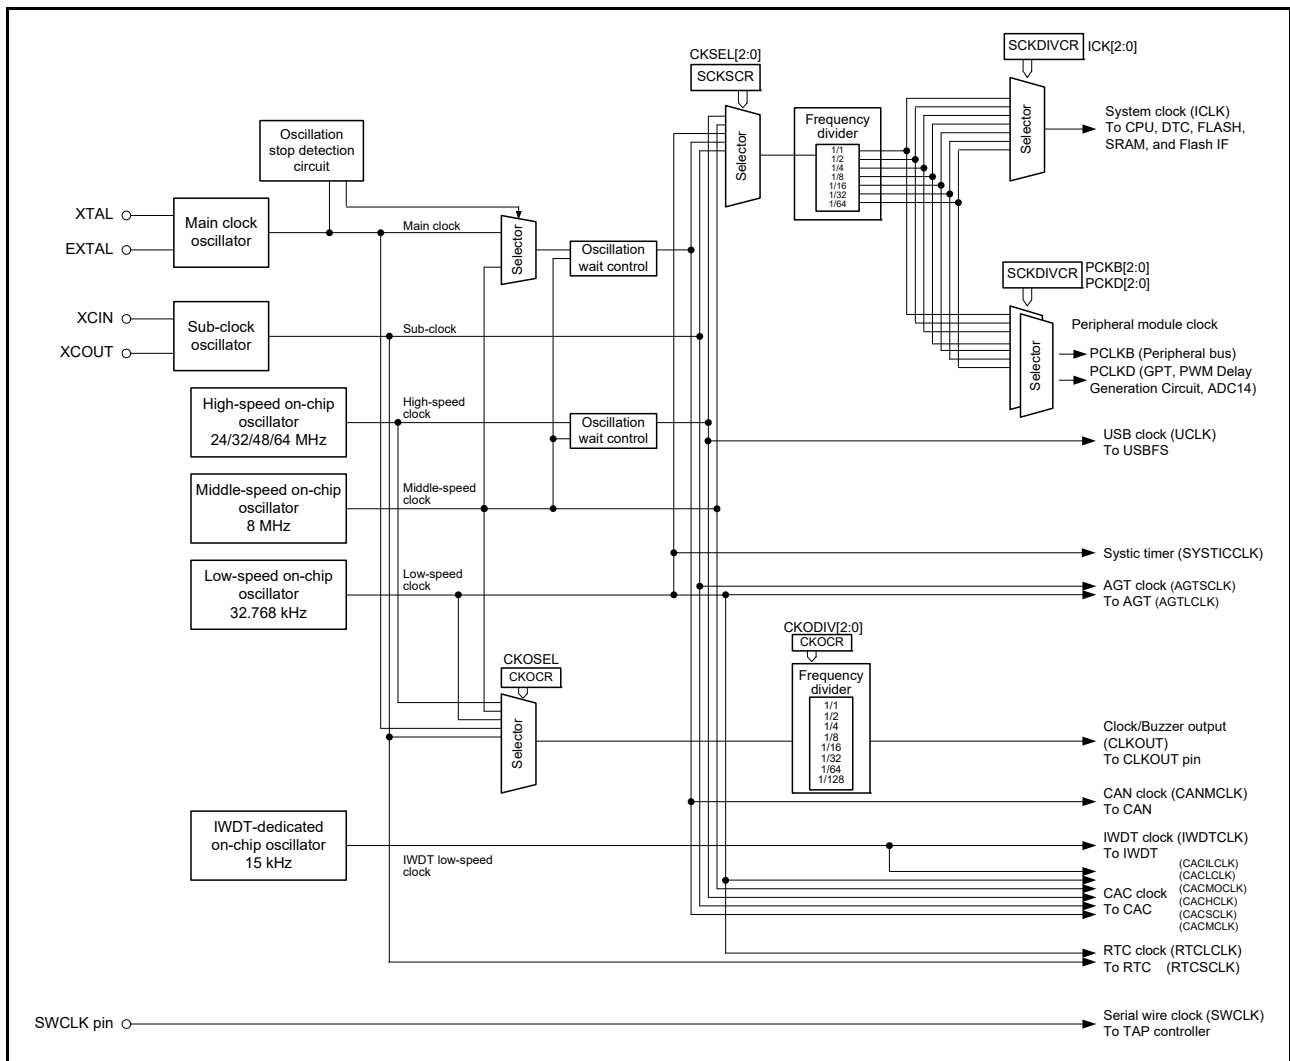 CKSEL[2:0]
SCKSCR
SCKDIVCR
ICK[2:0]
Oscillation
stop detection
circuit
Selector
Frequency
divider
1/1
1/2
1/4
1/8
1/16
1/32
1/64
Selector
System clock (ICLK)
To CPU, DTC, FLASH,
SRAM, and Flash IF
XTAL
EXTAL
Main clock
oscillator
Main clock
Selector
Oscillation
wait control
XCIN
XCOUT
Sub-clock
oscillator
Sub-clock
SCKDIVCR
PCKB[2:0]
PCKD[2:0]
Selector
Peripheral module clock
PCLKB (Peripheral bus)
PCLKD (GPT, PWM Delay
Generation Circuit, ADC14)
High-speed on-chip
oscillator
24/32/48/64 MHz
High-speed
clock
Oscillation
wait control
USB clock (UCLK)
To USBFS
Middle-speed on-chip
oscillator
8 MHz
Middle-speed
clock
Systic timer (SYSTICCLK)
Low-speed on-chip
oscillator
32.768 kHz
Low-speed
clock
AGT clock (AGTSCLK)
To AGT (AGTLCLK)
CKOSEL
CKOCR
Selector
CKODIV[2:0]
CKOCR
Frequency
divider
1/1
1/2
1/4
1/8
1/16
1/32
1/64
1/128
Clock/Buzzer output
(CLKOUT)
To CLKOUT pin
CAN clock (CANMCLK)
To CAN
IWDT-dedicated
on-chip oscillator
15 kHz
IWDT low-speed
clock
IWDT clock (IWDTCLK)
To IWDT
CAC clock
To CAC
(CACILCLK)
(CACLCLK)
(CACMOCLK)
(CACHCLK)
(CACSCLK)
(CACMCLK)
RTC clock (RTCLCLK)
To RTC (RTCSCLK)
SWCLK pin
Serial wire clock (SWCLK)
To TAP controller